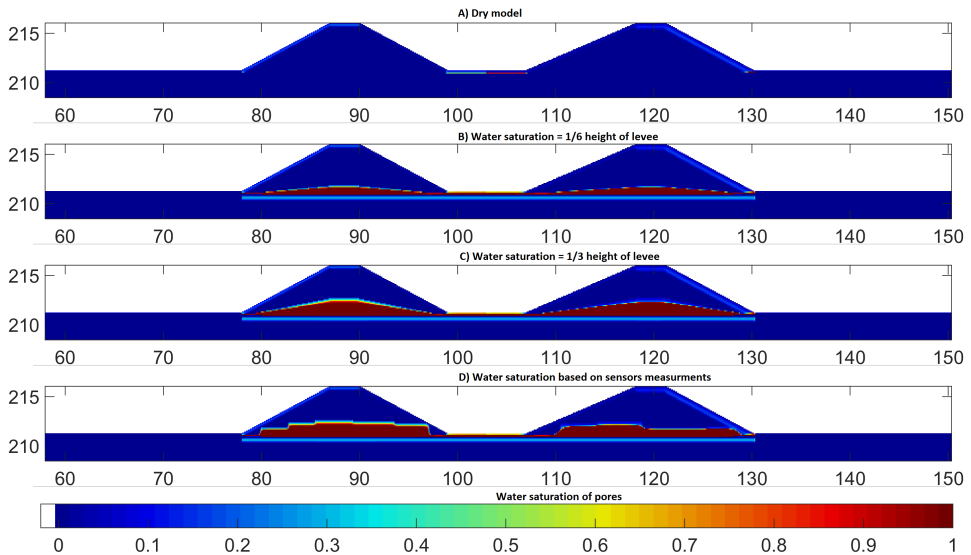 A) Dry model
215
210
60 70 80 90 100 110 120 130 140 150
B) Water saturation = 1/6 height of levee
215
210
60 70 80 90 100 110 120 130 140 150
C) Water saturation = 1/3 height of levee
215
210
60 70 80 90 100 110 120 130 140 150
D) Water saturation based on sensors measurments
215
210
60 70 80 90 100 110 120 130 140 150
Water saturation of pores
0 0.1 0.2 0.3 0.4 0.5 0.6 0.7 0.8 0.9 1